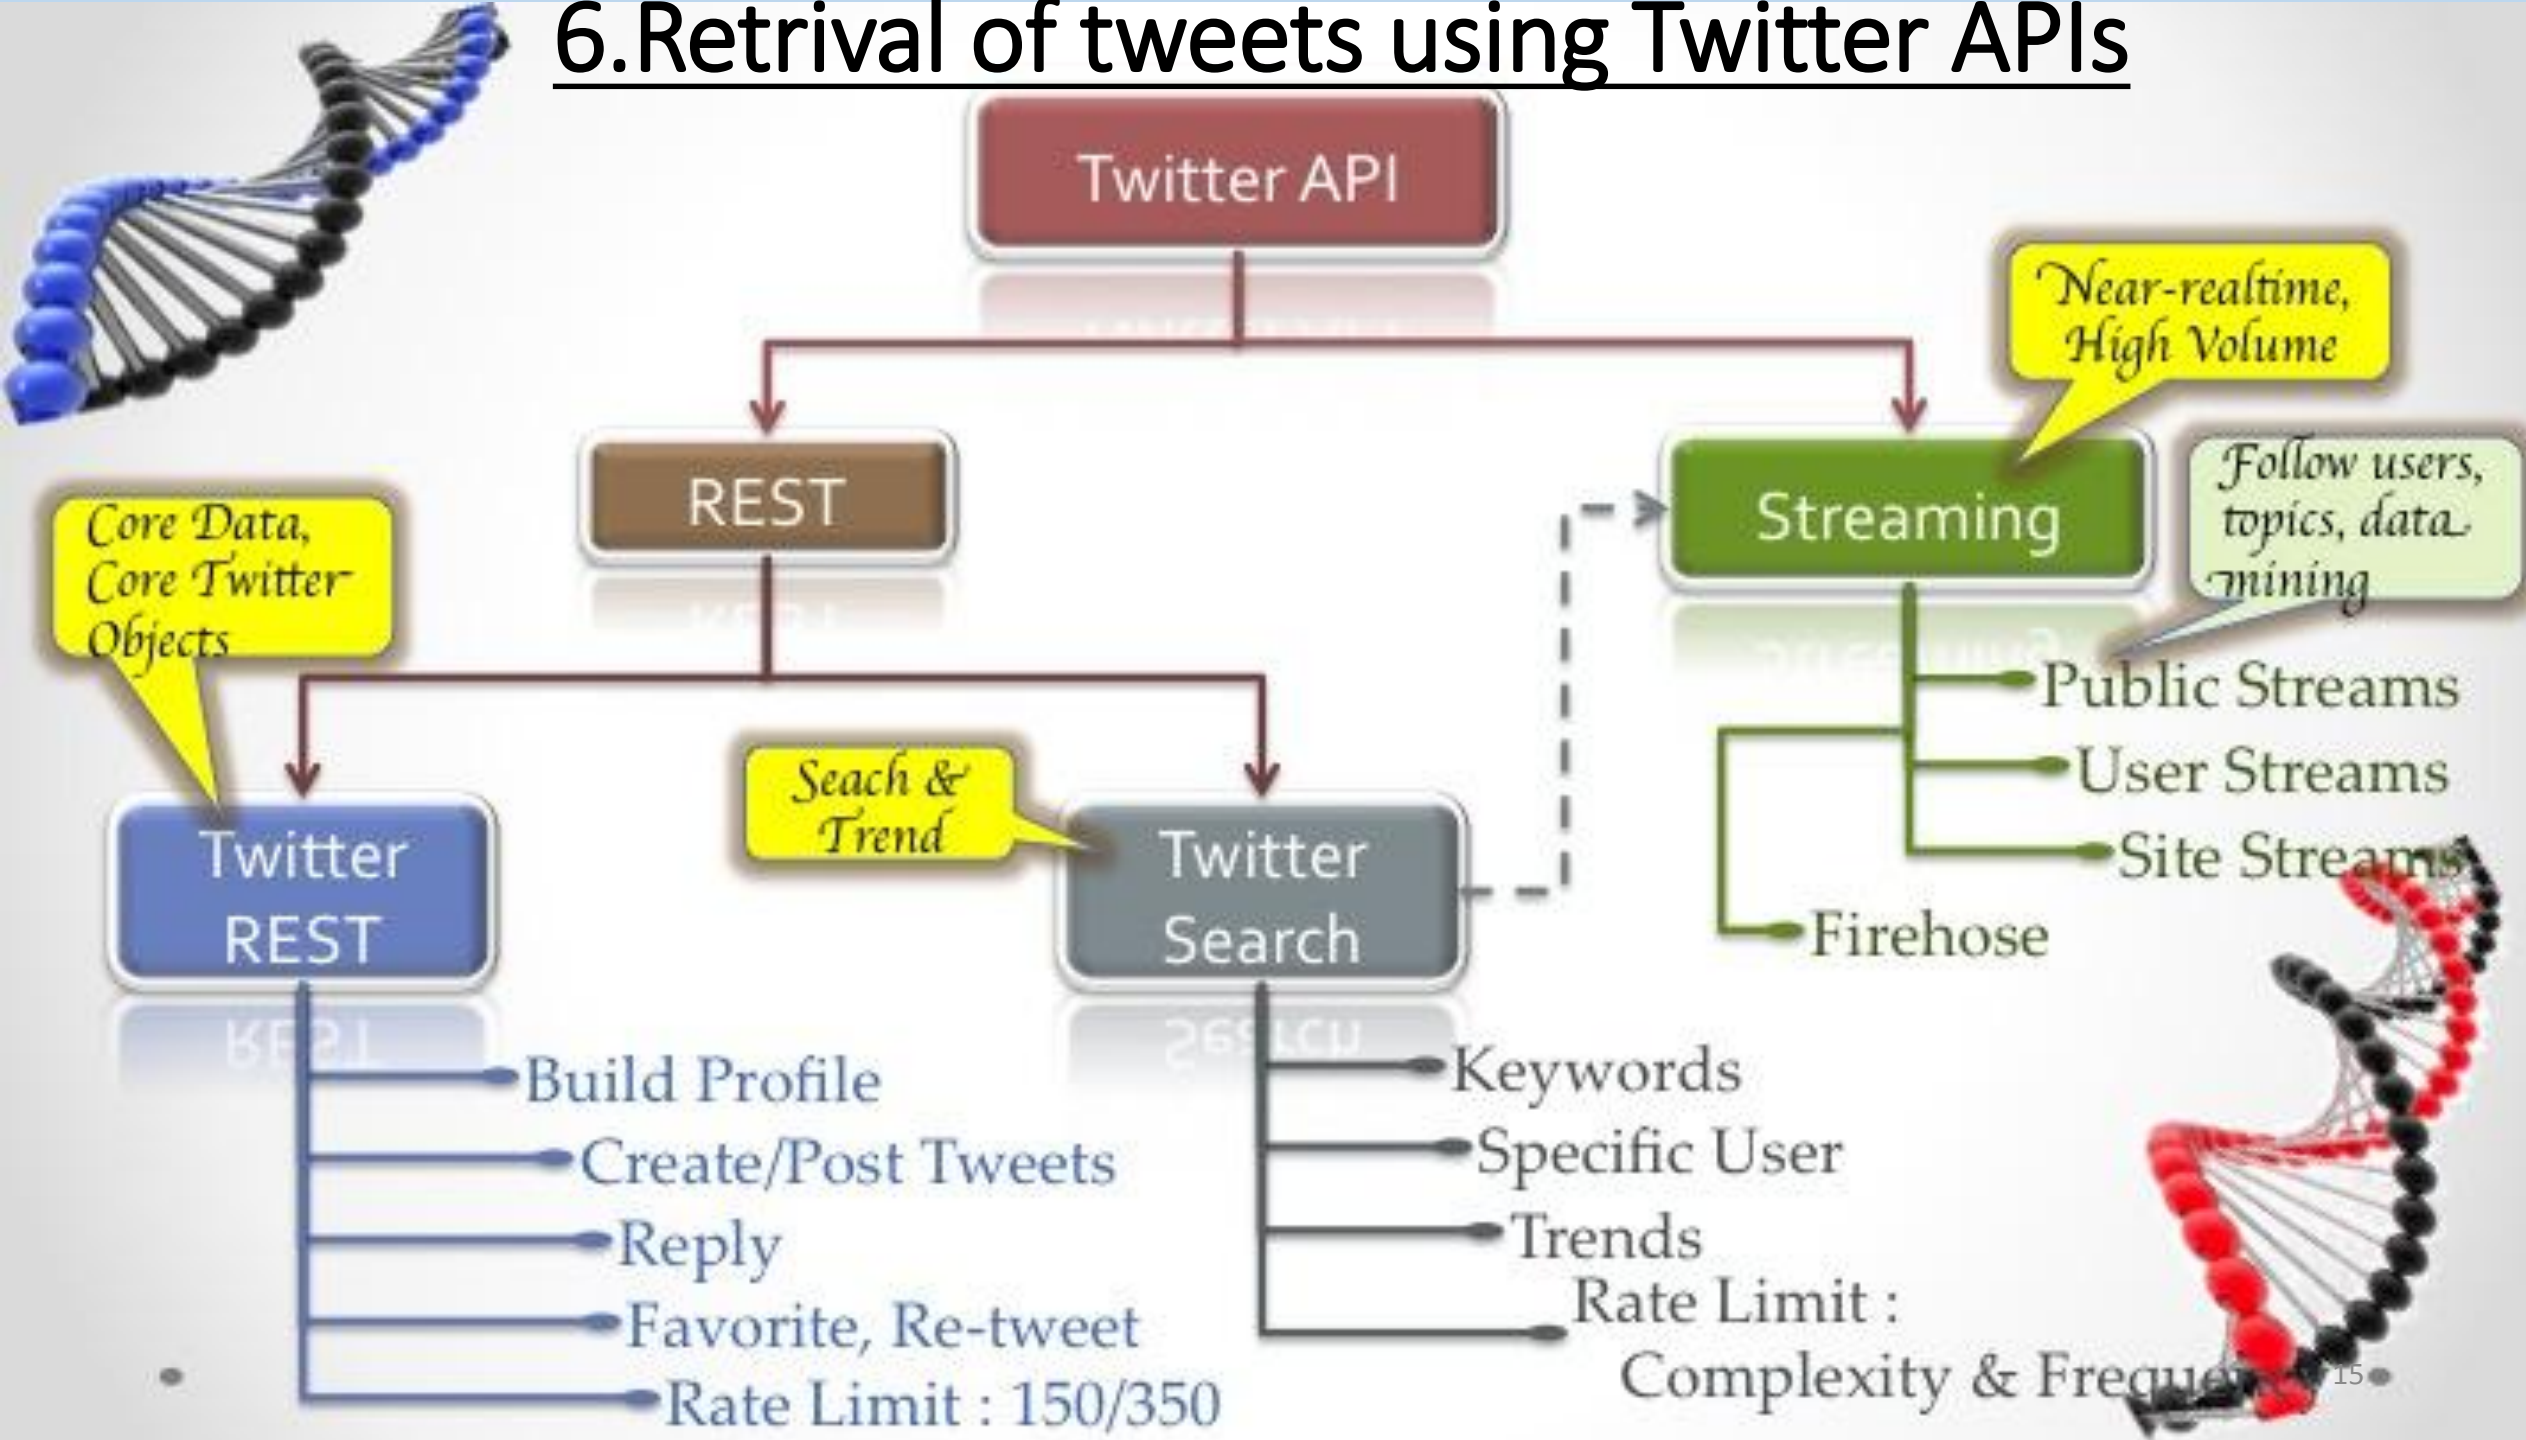 6.Retrival of tweets using Twitter APIs
Twitter API
Near-realtime,
High Volume
REST
Streaming
Follow users,
topics, data
mining
Core Data,
Core Twitter
Objects
Public Streams
User Streams
Site Streams
Firehose
Seach &
Trend
Twitter
REST
Twitter
Search
Build Profile
Create/Post Tweets
Reply
Favorite, Re-tweet
Rate Limit : 150/350
Keywords
Specific User
Trends
Rate Limit :
Complexity &
15